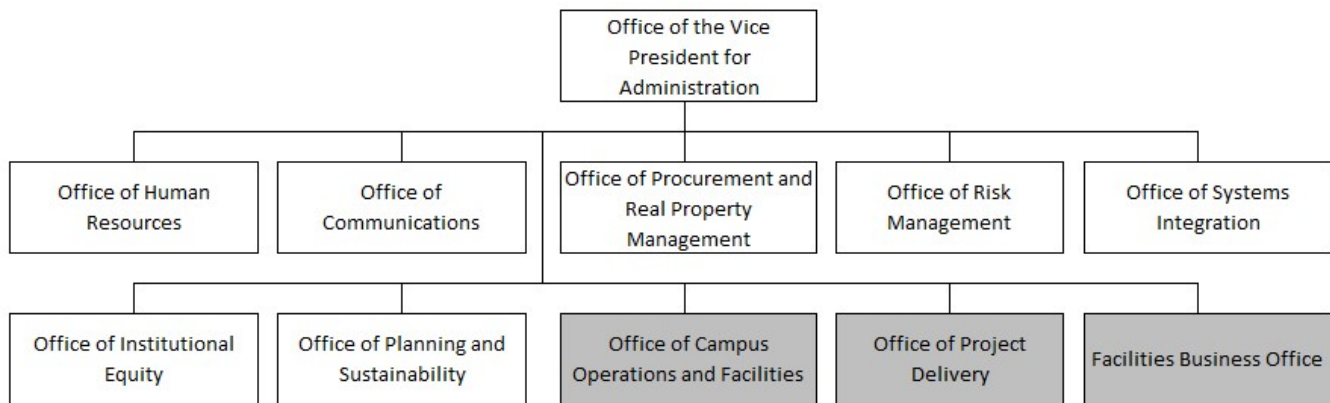 Office of the Vice
President for
Administration
Office of Human
Resources
Office of
Communications
Office of Procurement and
Real Property
Management
Office of Risk
Management
Office of Systems
Integration
Office of Institutional
Equity
Office of Planning and
Sustainability
Office of Campus
Operations and Facilities
Office of Project
Delivery
Facilities Business Office